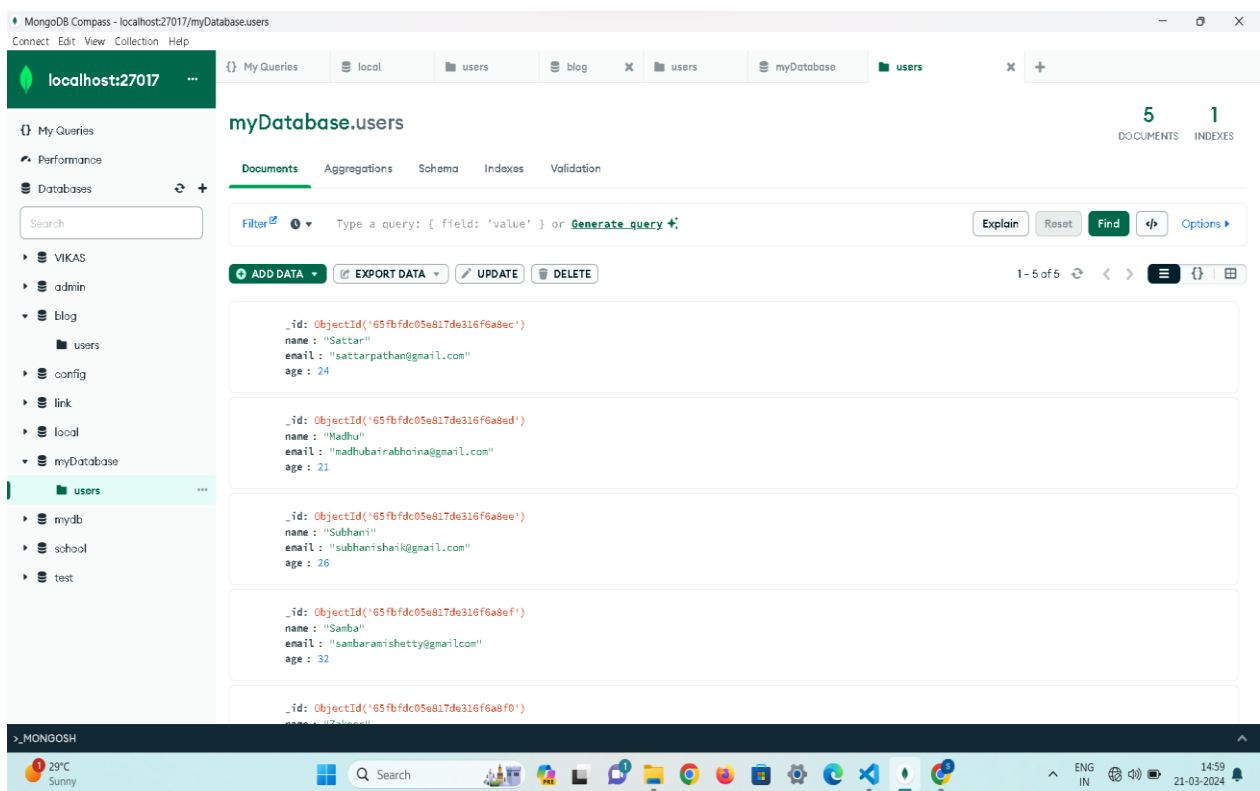 MongoDB Compass - localhost:27017/myDatabase.users
Connect Edit View Collection Help
localhost:27017 ...
{} My Queries local users blog users myDatabase users
{} My Queries
Performance
Databases
Search
VIKAS
admin
blog
users
config
link
local
myDatabase
users ...
mydb
school
test
myDatabase.users
5 1
DOCUMENTS INDEXES
Documents Aggregations Schema Indexes Validation
Filter Type a query: { field: 'value' } or Generate query Explain Reset Find </> Options
ADD DATA EXPORT DATA UPDATE DELETE 1 – 5 of 5 {}
_id: ObjectId('65fbfdc05e817de316f6a8ec')
name : "Sattar"
email : "sattarpathan@gmail.com"
age : 24
_id: ObjectId('65fbfdc05e817de316f6a8ed')
name : "Madhu"
email : "madhubairaboina@gmail.com"
age : 21
_id: ObjectId('65fbfdc05e817de316f6a8ee')
name : "Subhani"
email : "subhanishaik@gmail.com"
age : 26
_id: ObjectId('65fbfdc05e817de316f6a8ef')
name : "Samba"
email : "sambaramishetty@gmailcom"
age : 32
_id: ObjectId('65fbfdc05e817de316f6a8f0')
>_MONGOSH
1 29°C
Sunny
Search
PRE
1
S
ENG
IN
14:59
21-03-2024